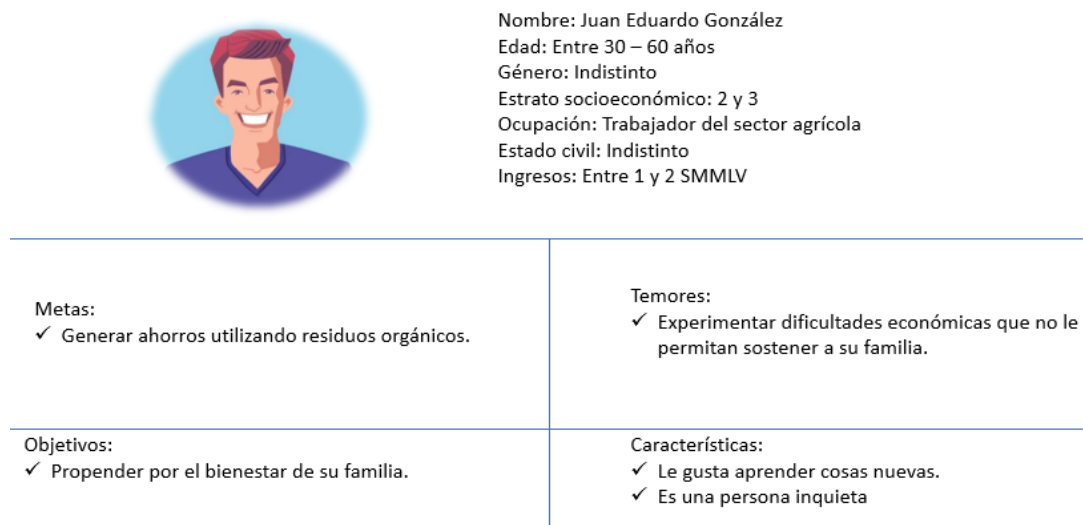 Nombre: Juan Eduardo González
Edad: Entre 30 – 60 años
Género: Indistinto
Estrato socioeconómico: 2 y 3
Ocupación: Trabajador del sector agrícola
Estado civil: Indistinto
Ingresos: Entre 1 y 2 SMMLV
Metas:
✓ Generar ahorros utilizando residuos orgánicos.
Temores:
✓ Experimentar dificultades económicas que no le
permitan sostener a su familia.
Objetivos:
✓ Propender por el bienestar de su familia.
Características:
✓ Le gusta aprender cosas nuevas.
✓ Es una persona inquieta